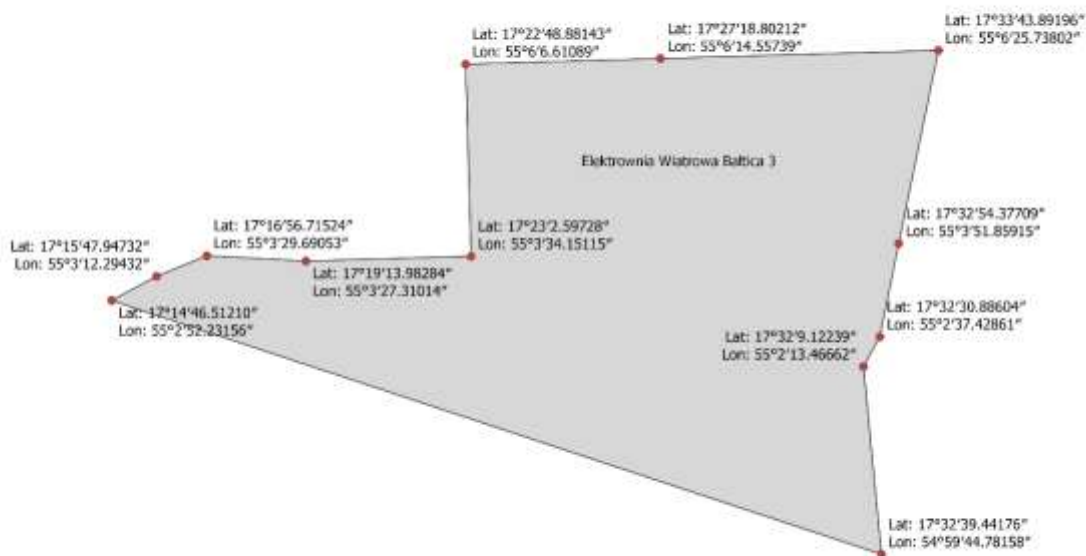 Lat: 17°22'48.88143"
Lon: 55°6'6.61089"
Lat: 17°27'18.80212"
Lon: 55°6'14.55739"
Lat: 17°33'43.89196"
Lon: 55°6'25.73802"
Elektrownia Wiatrowa Baltica 3
Lat: 17°16'56.71524"
Lon: 55°3'29.69053"
Lat: 17°23'2.59728"
Lon: 55°3'34.15115"
Lat: 17°32'54.37709"
Lon: 55°3'51.85915"
Lat: 17°15'47.94732"
Lon: 55°3'12.29432"
Lat: 17°19'13.98284"
Lon: 55°3'27.31014"
Lat: 17°14'46.51210"
Lon: 55°2'52.23156"
Lat: 17°32'30.88604"
Lon: 55°2'37.42861"
Lat: 17°32'9.12239"
Lon: 55°2'13.46662"
Lat: 17°32'39.44176"
Lon: 54°59'44.78158"